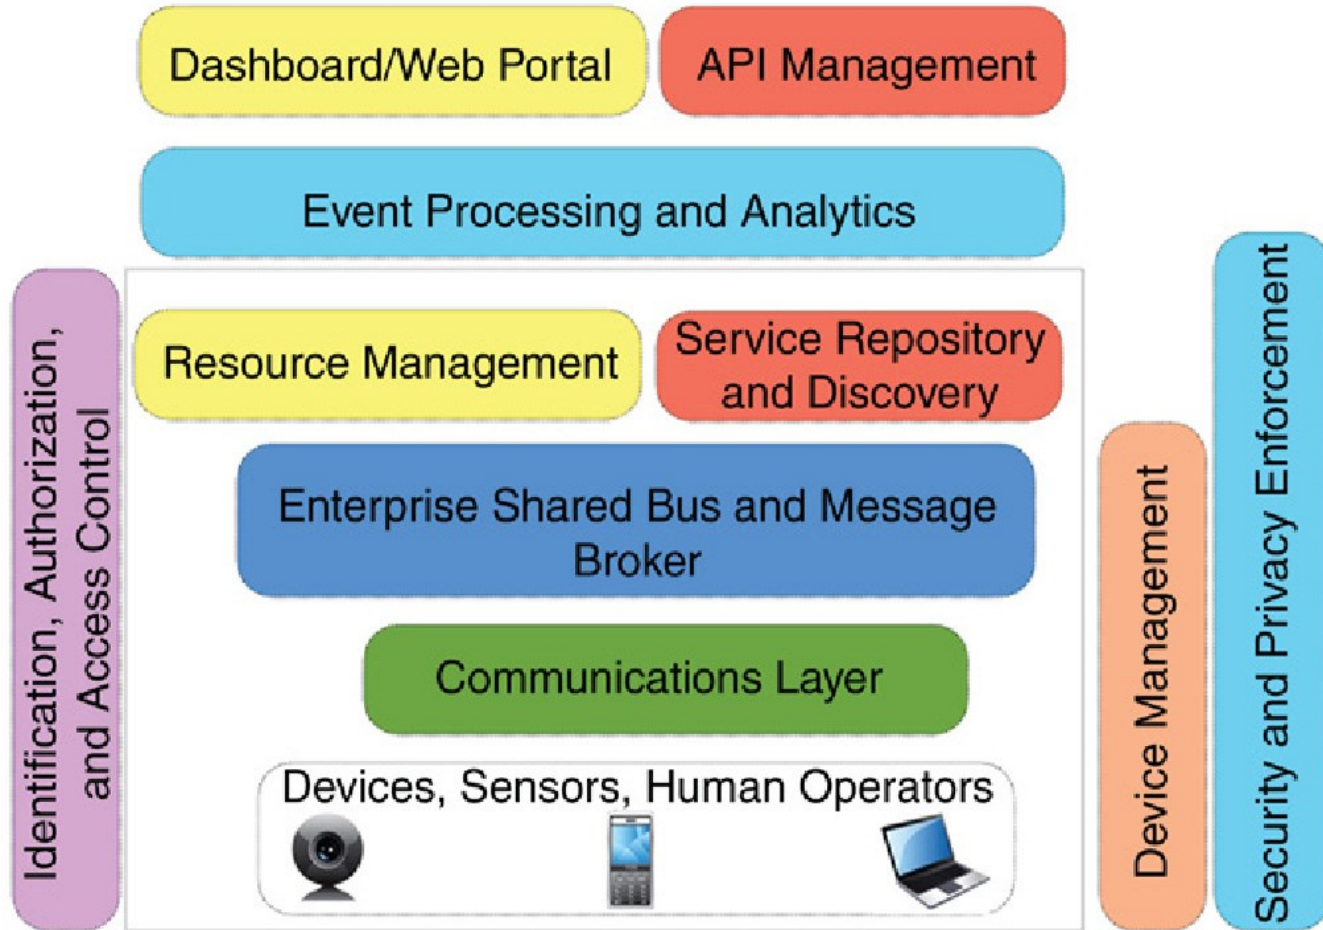 Dashboard/Web Portal
API Management
Event Processing and Analytics
Identification, Authorization,
and Access Control
Resource Management
Service Repository
and Discovery
Enterprise Shared Bus and Message
Broker
Communications Layer
Devices, Sensors, Human Operators
Device Management
Security and Privacy Enforcement